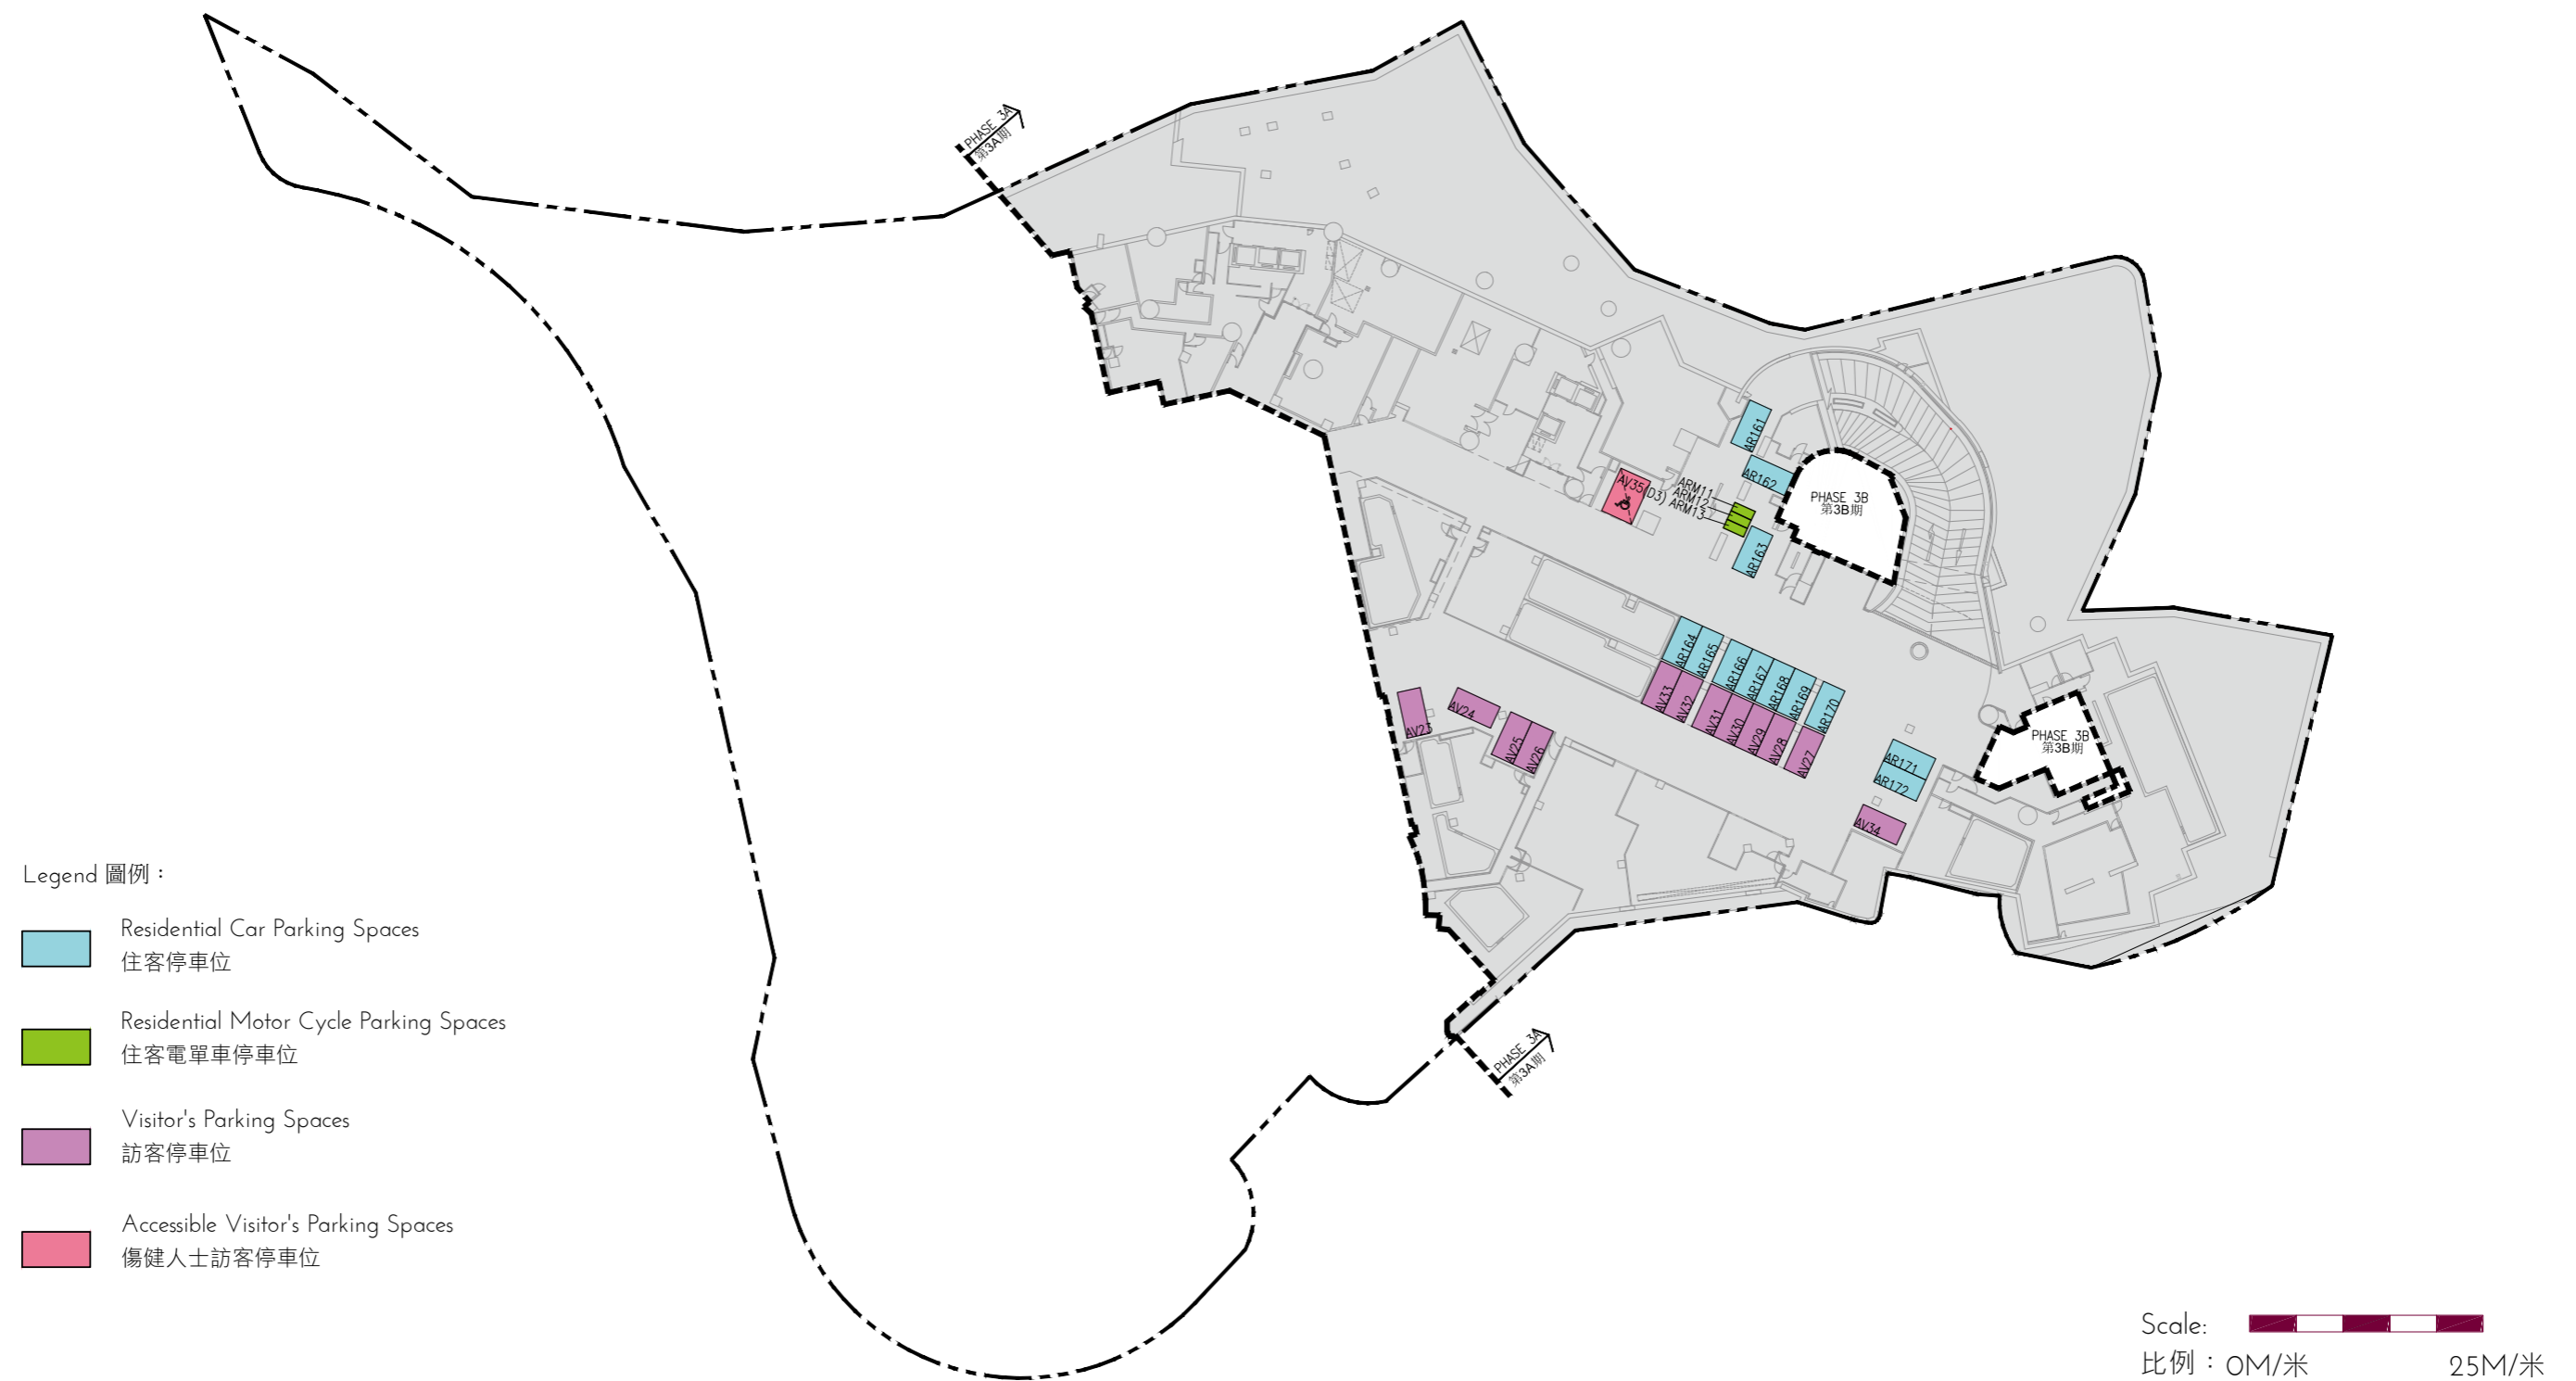 PHASE 3A
第3A期
AR161
AR162
AV35(D3)
ARM11
ARM12
ARM13
AR163
PHASE 3B
第3B期
AR164
AR165
AR166
AR167
AR168
AR169
AR170
AV33
AV32
AV31
AV30
AV29
AV28
AV27
AV23
AV24
AV25
AV26
AR171
AR172
AV34
PHASE 3B
第3B期
PHASE 3A
第3A期
Legend 圖例：
Residential Car Parking Spaces
住客停車位
Residential Motor Cycle Parking Spaces
住客電單車停車位
Visitor's Parking Spaces
訪客停車位
Accessible Visitor's Parking Spaces
傷健人士訪客停車位
Scale:
比例：0M/米 25M/米